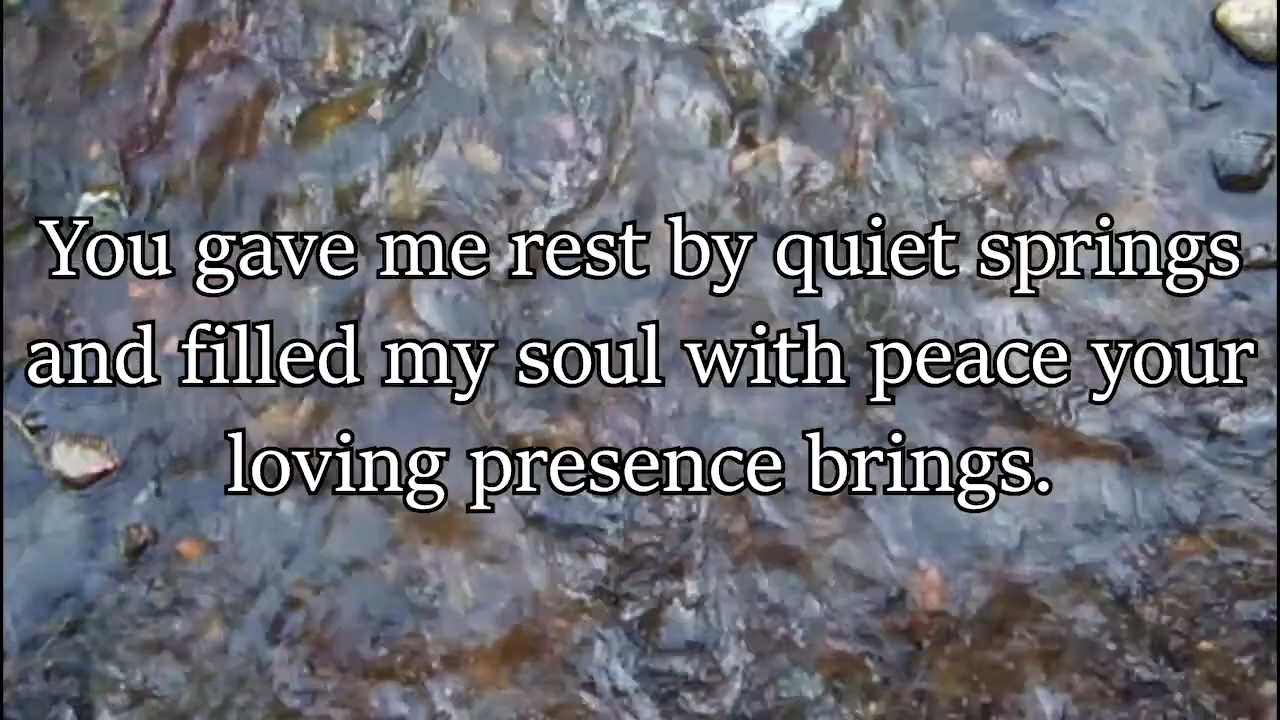 You gave me rest by quiet springs
and filled my soul with peace your
loving presence brings.